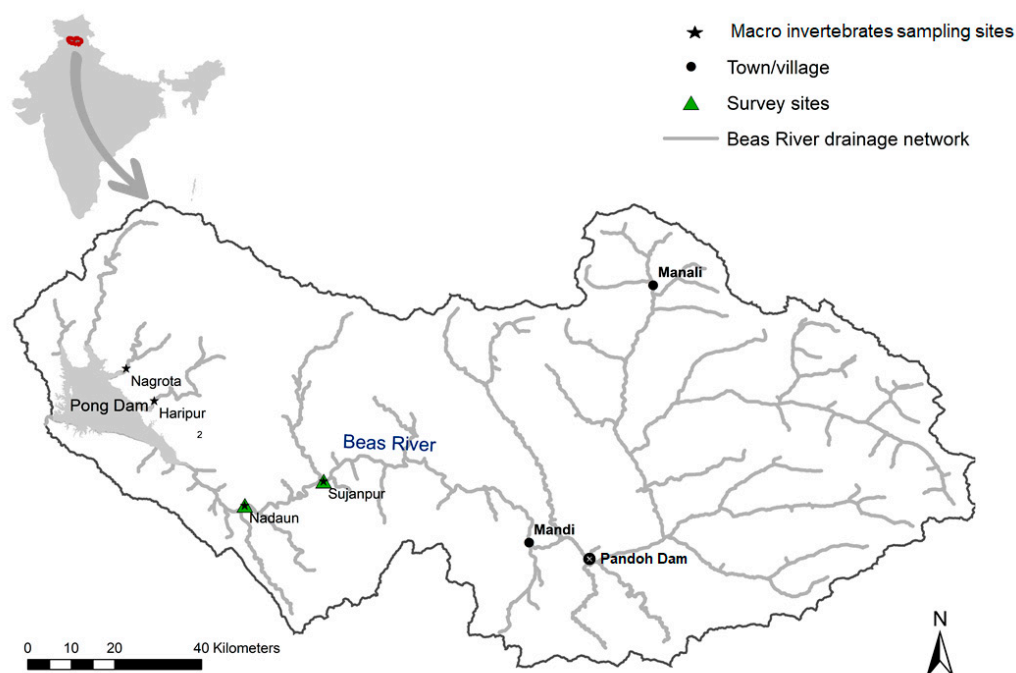 Macro invertebrates sampling sites
Town/village
Survey sites
Beas River drainage network
Manali
Nagrota
Pong Dam
Haripur
2
Beas River
Sujanpur
Nadaun
Mandi
Pandoh Dam
N
0 10 20 40 Kilometers